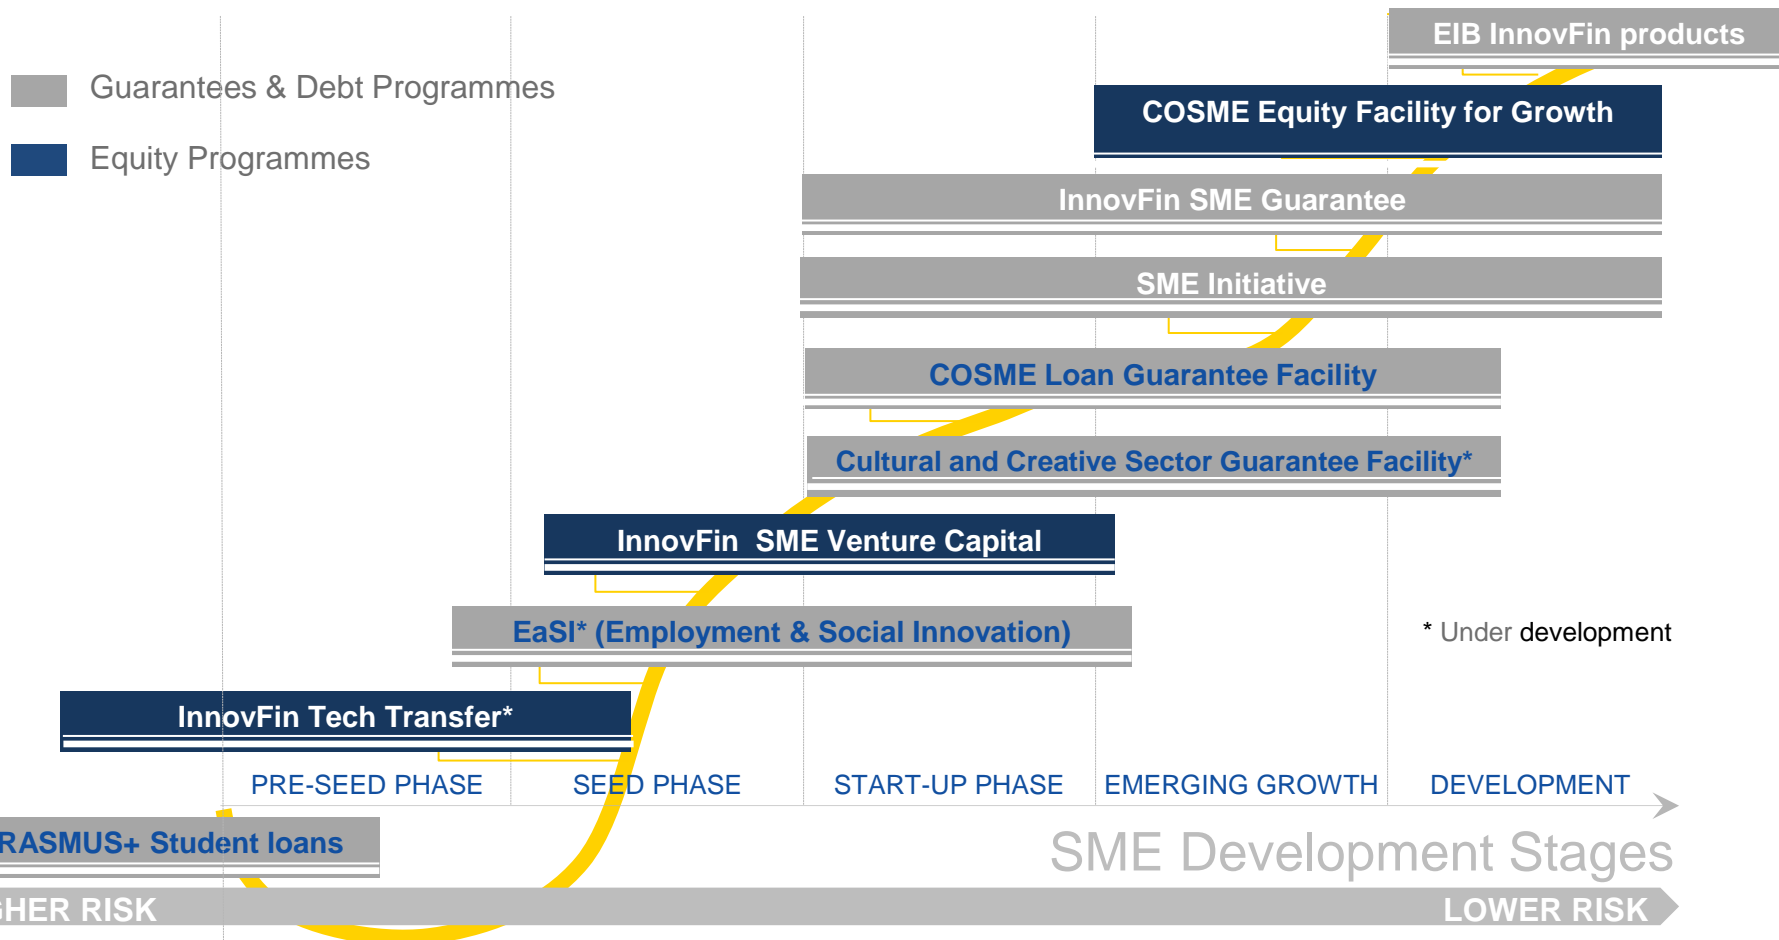 EIB InnovFin products
Guarantees & Debt Programmes
COSME Equity Facility for Growth
Equity Programmes
InnovFin SME Guarantee
SME Initiative
COSME Loan Guarantee Facility
Cultural and Creative Sector Guarantee Facility*
InnovFin SME Venture Capital
EaSI* (Employment & Social Innovation)
* Under development
InnovFin Tech Transfer*
PRE-SEED PHASE SEED PHASE START-UP PHASE EMERGING GROWTH DEVELOPMENT
RASMUS+ Student loans
SME Development Stages
GHER RISK LOWER RISK